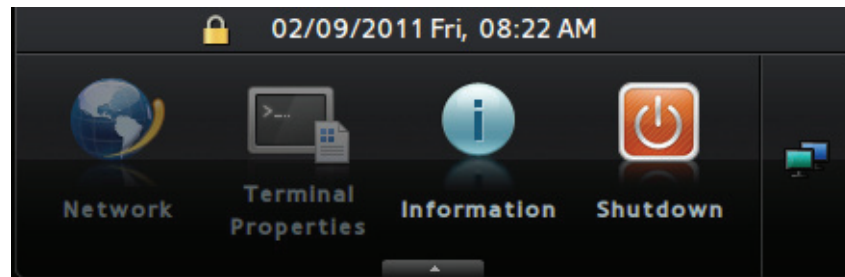 02/09/2011 Fri, 08:22 AM
>_..
i
Network
Terminal
Properties
Information
Shutdown